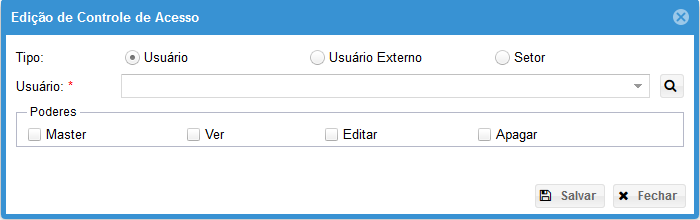 Edição de Controle de Acesso
Tipo: Usuário Usuário Externo Setor
Usuário: *
Poderes
Master Ver Editar Apagar
Salvar Fechar